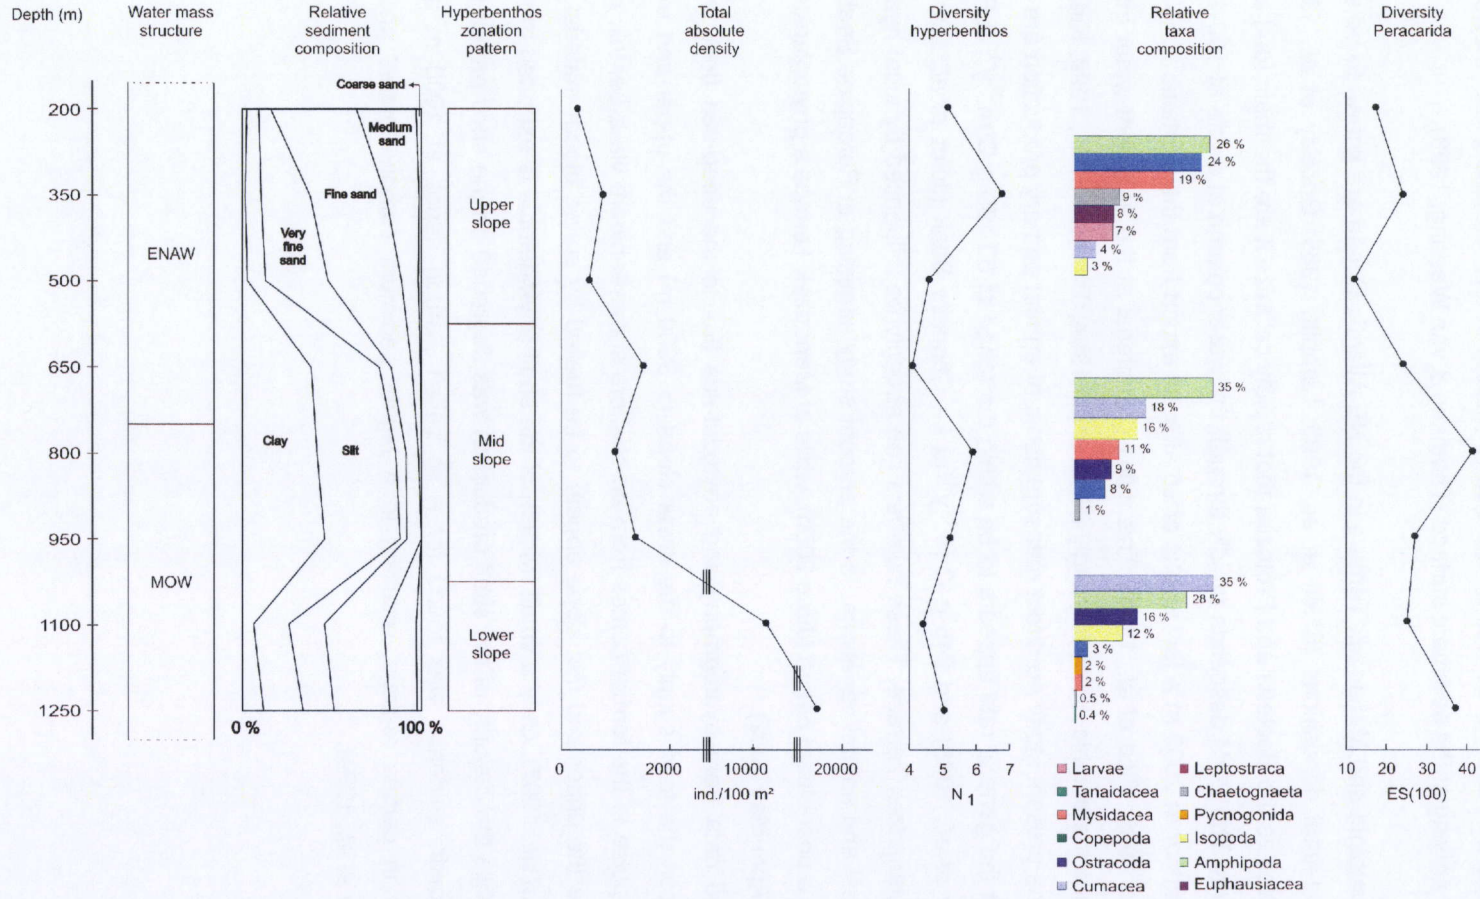 Depth (m)
Water mass
structure
Relative
sediment
composition
Hyperbenthos
zonation
pattern
Total
absolute
density
Diversity
hyperbenthos
Relative
taxa
composition
Diversity
Peracarida
200
350
500
650
800
950
1100
1250
ENAW
MOW
Coarse sand
Medium
sand
Fine sand
Very
fine
sand
Clay
Silt
0 %
100 %
Upper
slope
Mid
slope
Lower
slope
0
2000
10000
20000
ind./100 m²
4
5
6
7
N 1
26 %
24 %
19 %
9 %
8 %
7 %
4 %
3 %
35 %
18 %
16 %
11 %
9 %
8 %
1 %
35 %
28 %
16 %
12 %
3 %
2 %
2 %
0.5 %
0.4 %
Larvae
Tanaidacea
Mysidacea
Copepoda
Ostracoda
Cumacea
Leptostraca
Chaetognaeta
Pycnogonida
Isopoda
Amphipoda
Euphausiacea
10
20
30
40
ES(100)